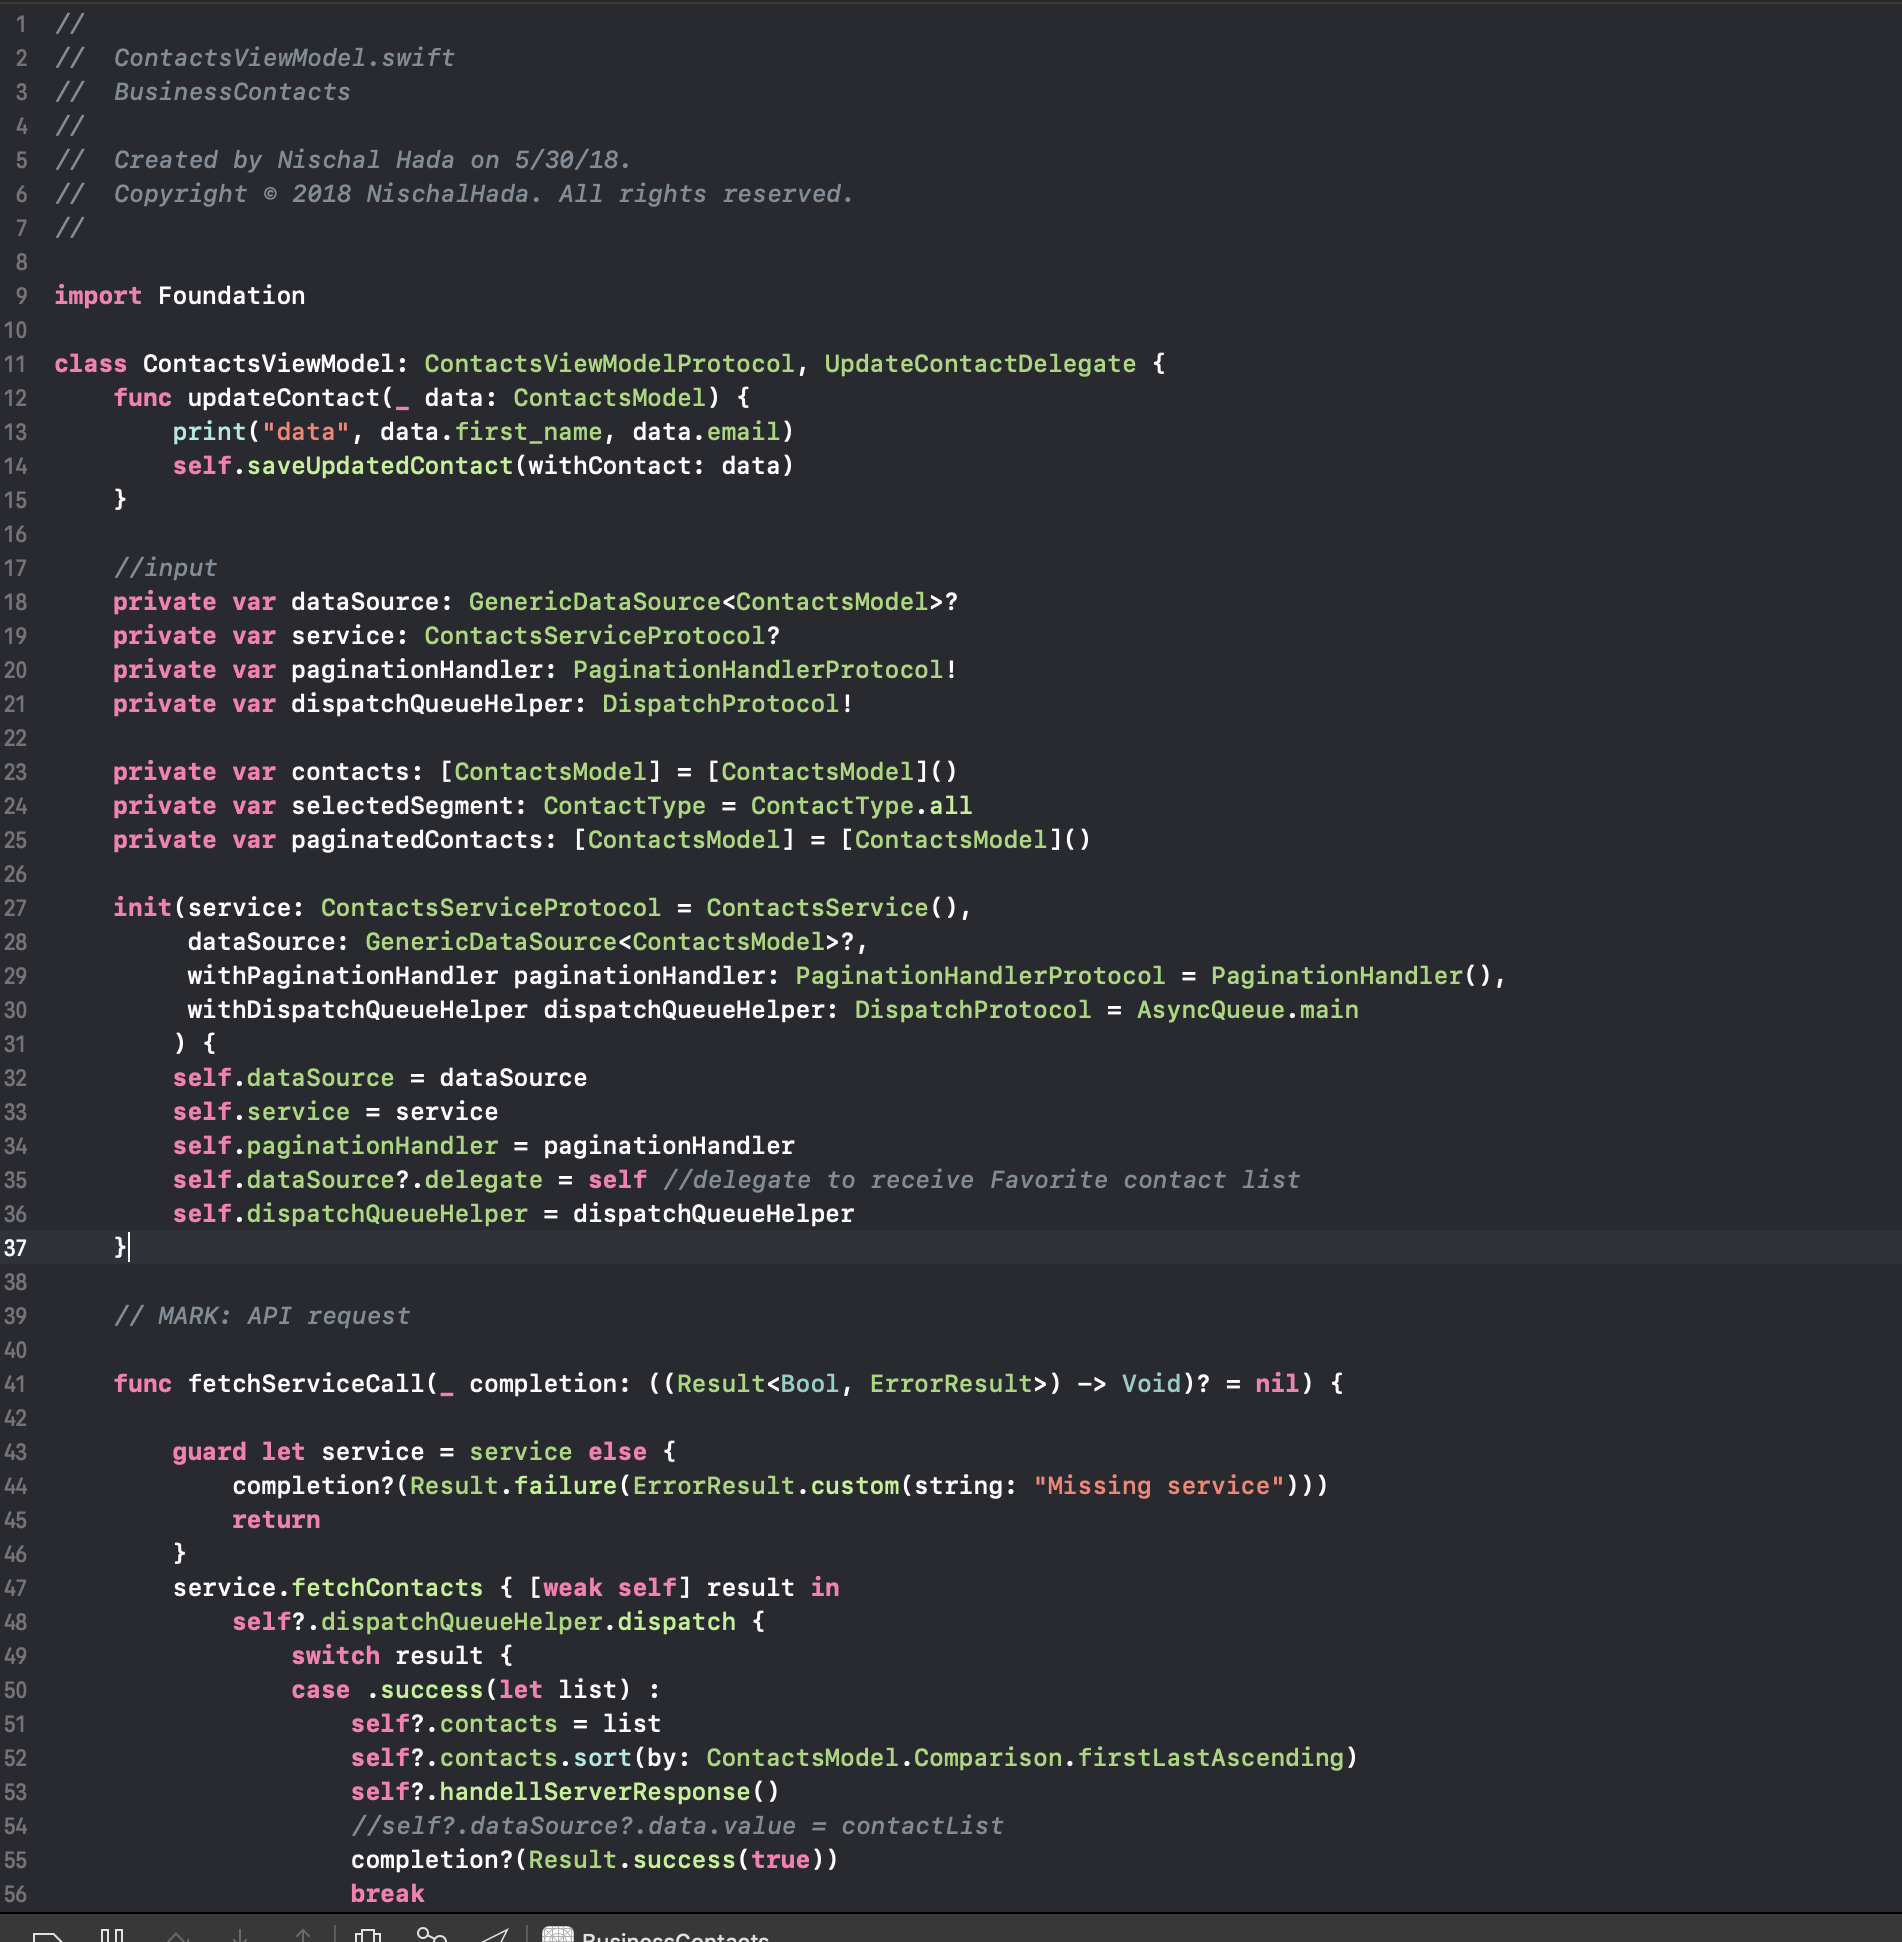 1 //
2 //  ContactsViewModel.swift
3 //  BusinessContacts
4 //
5 //  Created by Nischal Hada on 5/30/18.
6 //  Copyright © 2018 NischalHada. All rights reserved.
7 //
8
9 import Foundation
10
11 class ContactsViewModel: ContactsViewModelProtocol, UpdateContactDelegate {
12     func updateContact(_ data: ContactsModel) {
13         print("data", data.first_name, data.email)
14         self.saveUpdatedContact(withContact: data)
15     }
16
17     //input
18     private var dataSource: GenericDataSource<ContactsModel>?
19     private var service: ContactsServiceProtocol?
20     private var paginationHandler: PaginationHandlerProtocol!
21     private var dispatchQueueHelper: DispatchProtocol!
22
23     private var contacts: [ContactsModel] = [ContactsModel]()
24     private var selectedSegment: ContactType = ContactType.all
25     private var paginatedContacts: [ContactsModel] = [ContactsModel]()
26
27     init(service: ContactsServiceProtocol = ContactsService(),
28          dataSource: GenericDataSource<ContactsModel>?,
29          withPaginationHandler paginationHandler: PaginationHandlerProtocol = PaginationHandler(),
30          withDispatchQueueHelper dispatchQueueHelper: DispatchProtocol = AsyncQueue.main
31         ) {
32         self.dataSource = dataSource
33         self.service = service
34         self.paginationHandler = paginationHandler
35         self.dataSource?.delegate = self //delegate to receive Favorite contact list
36         self.dispatchQueueHelper = dispatchQueueHelper
37     }
38
39     // MARK: API request
40
41     func fetchServiceCall(_ completion: ((Result<Bool, ErrorResult>) -> Void)? = nil) {
42
43         guard let service = service else {
44             completion?(Result.failure(ErrorResult.custom(string: "Missing service")))
45             return
46         }
47         service.fetchContacts { [weak self] result in
48             self?.dispatchQueueHelper.dispatch {
49                 switch result {
50                 case .success(let list) :
51                     self?.contacts = list
52                     self?.contacts.sort(by: ContactsModel.Comparison.firstLastAscending)
53                     self?.handellServerResponse()
54                     //self?.dataSource?.data.value = contactList
55                     completion?(Result.success(true))
56                     break
BusinessContacts